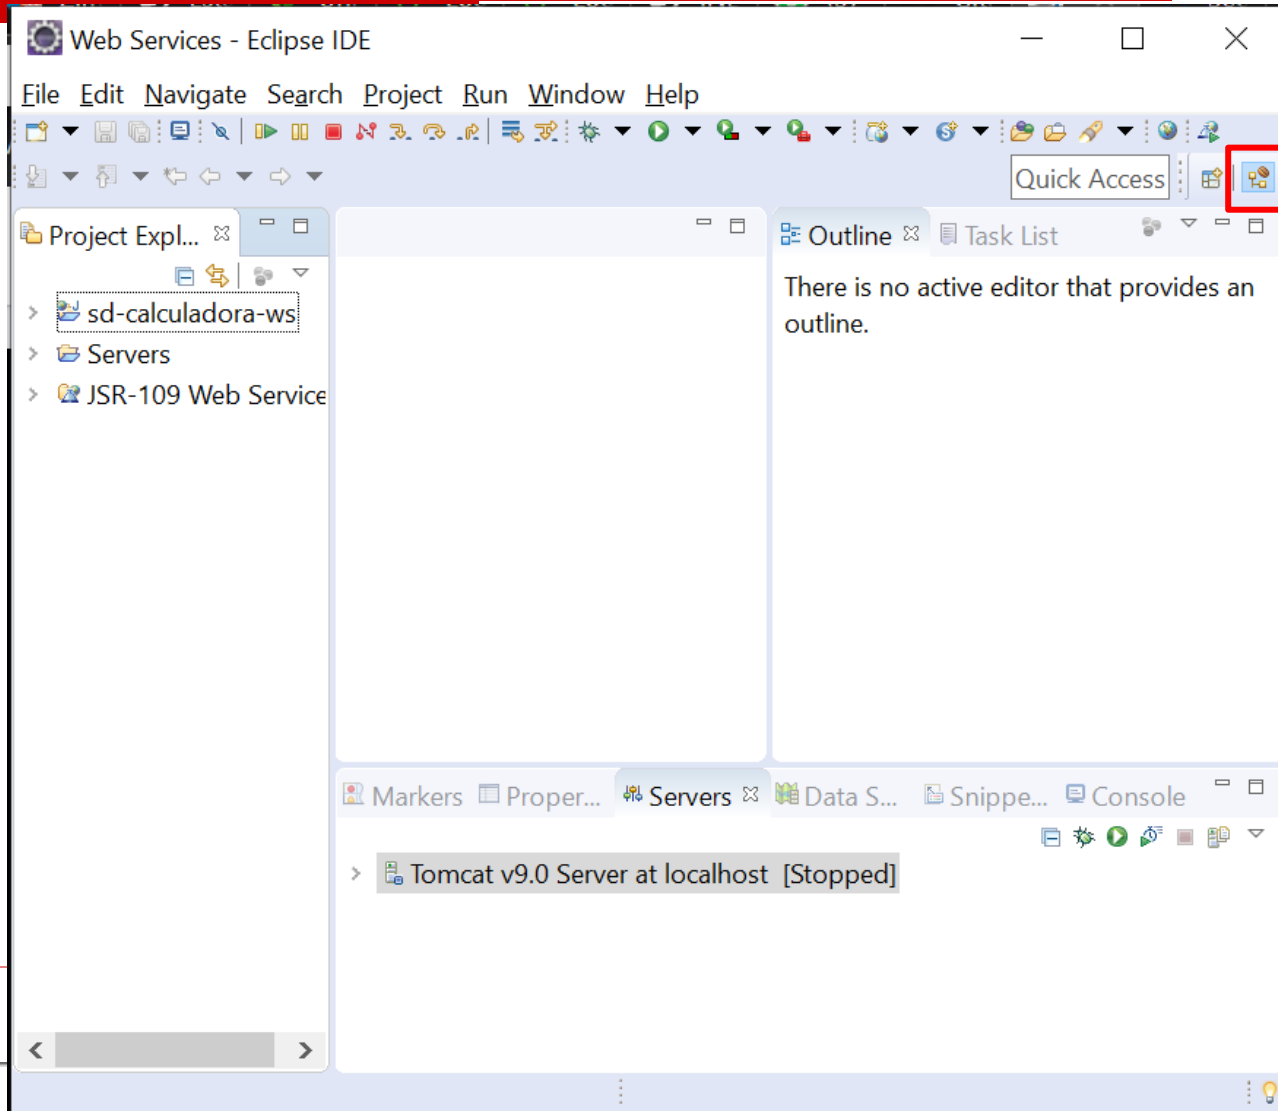 Web Services - Eclipse IDE
File Edit Navigate Search Project Run Window Help
Quick Access
Project Expl...
Outline Task List
There is no active editor that provides an
outline.
sd-calculadora-ws
Servers
JSR-109 Web Service
Markers Proper... Servers Data S... Snippe... Console
Tomcat v9.0 Server at localhost [Stopped]